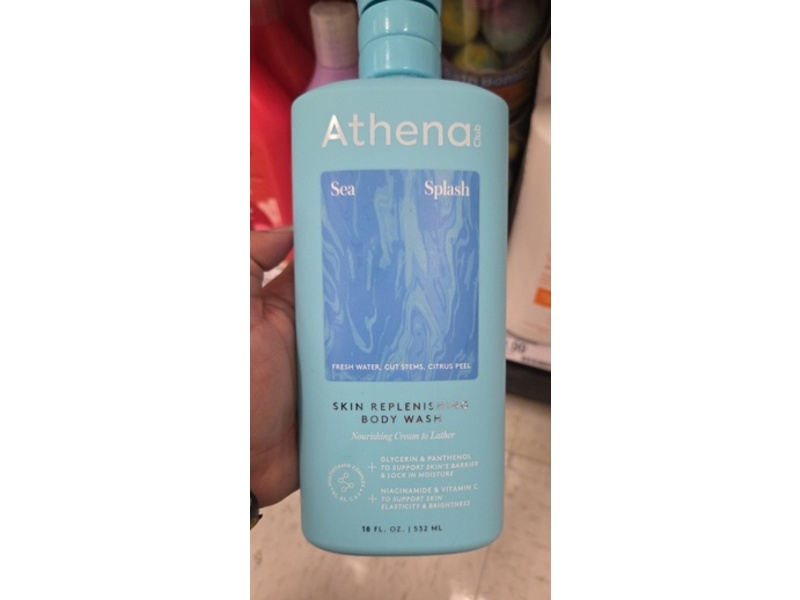 Athena Club
Sea Splash
FRESH WATER, CUT STEMS, CITRUS PEEL
SKIN REPLENISHING
BODY WASH
Nourishing Cream to Lather
+ GLYCERIN & PANTHENOL
TO SUPPORT SKIN'S BARRIER
& LOCK IN MOISTURE
+ NIACINAMIDE & VITAMIN C
TO SUPPORT SKIN
ELASTICITY & BRIGHTNESS
18 FL. OZ. | 532 ML